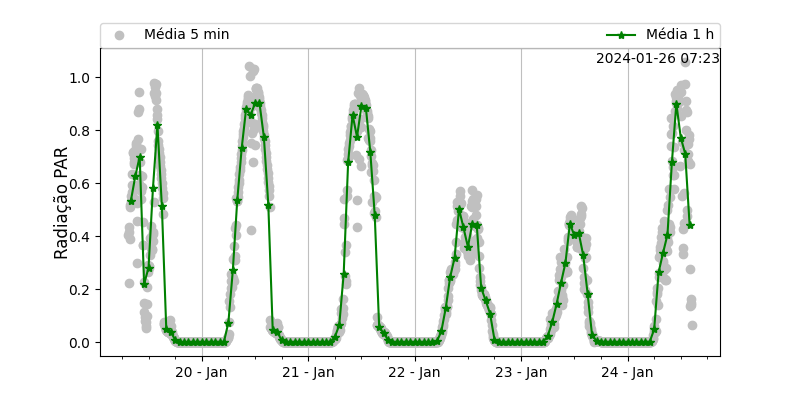 Média 5 min
Média 1 h
2024-01-26 07:23
Radiação PAR
1.0
0.8
0.6
0.4
0.2
0.0
20 - Jan
21 - Jan
22 - Jan
23 - Jan
24 - Jan